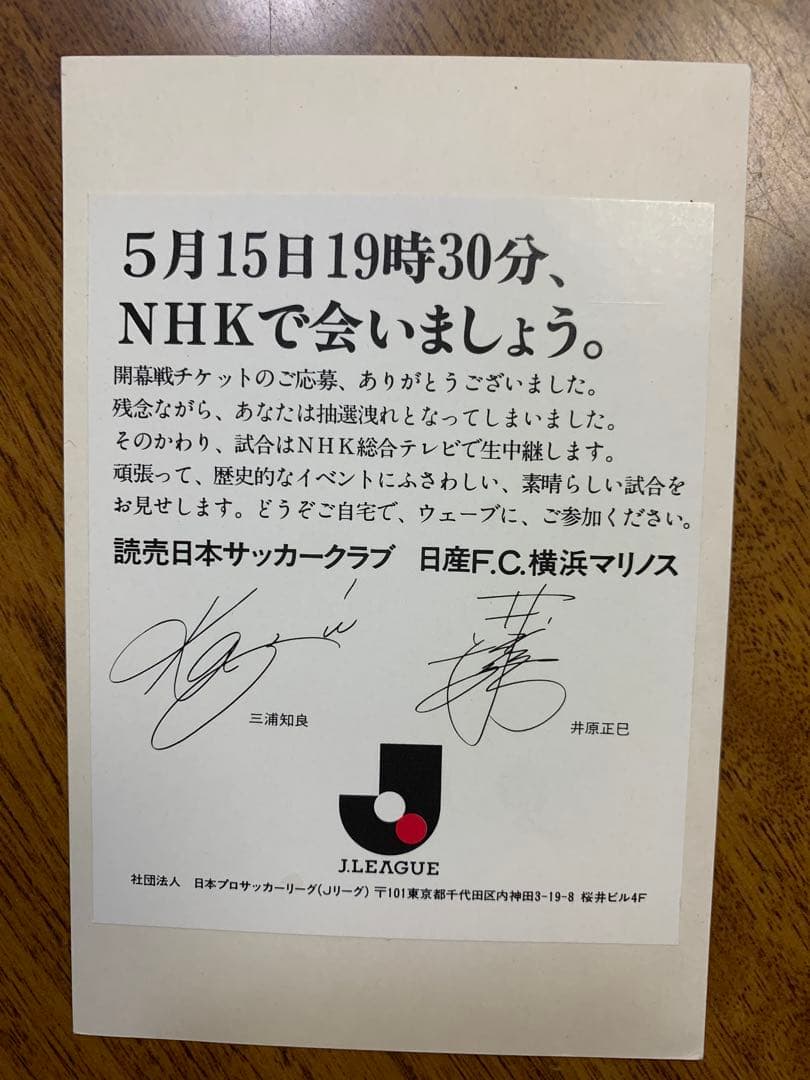 5月15日19時30分、
NHKで会いましょう。
開幕戦チケットのご応募、ありがとうございました。
残念ながら、あなたは抽選洩れとなってしまいました。
そのかわり、試合はNHK総合テレビで生中継します。
頑張って、歴史的なイベントにふさわしい、素晴らしい試合を
お見せします。どうぞご自宅で、ウェーブに、ご参加ください。
読売日本サッカークラブ 日産F.C.横浜マリノス
三浦知良 井原正巳
J.LEAGUE
社団法人 日本プロサッカーリーグ(Jリーグ) 〒101東京都千代田区内神田3-19-8 桜井ビル4F